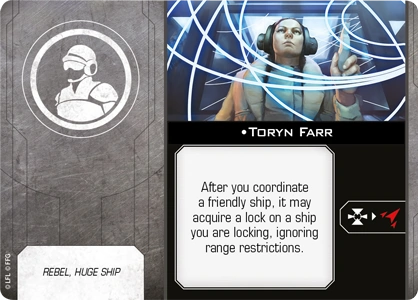 •Toryn Farr
After you coordinate
a friendly ship, it may
acquire a lock on a ship
you are locking, ignoring
range restrictions.
REBEL, HUGE SHIP
©LFL ©FFG